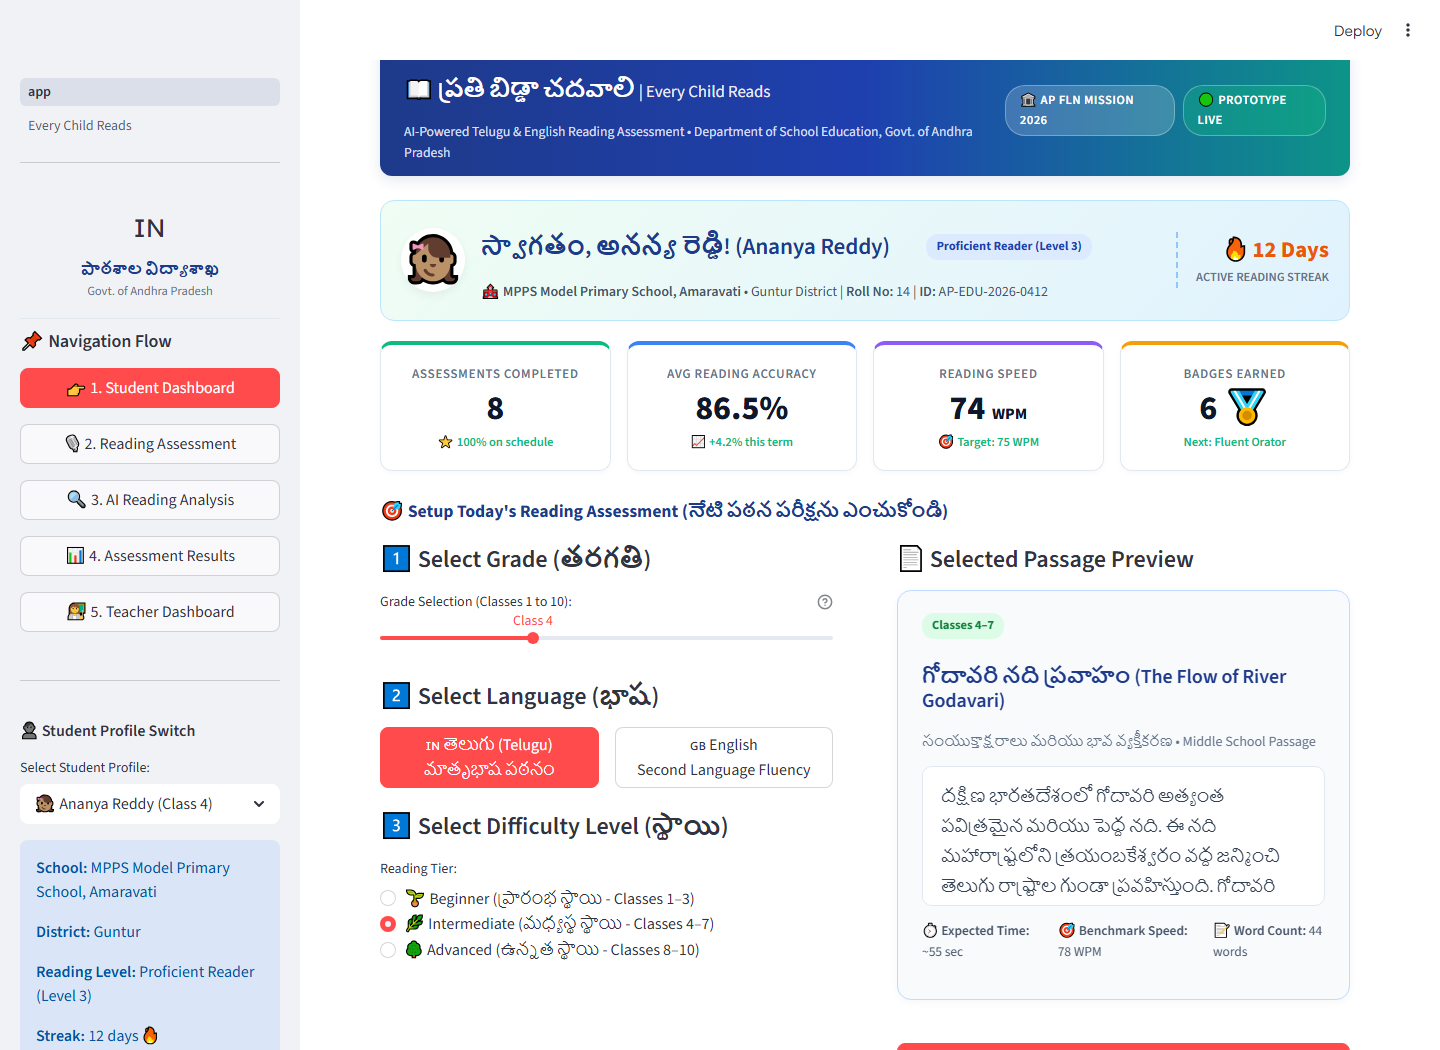 Deploy
app
Every Child Reads
IN
పాఠశాల విద్యాశాఖ
Govt. of Andhra Pradesh
📌 Navigation Flow
👉 1. Student Dashboard
🎙️ 2. Reading Assessment
🔍 3. AI Reading Analysis
📊 4. Assessment Results
👩‍🏫 5. Teacher Dashboard
👤 Student Profile Switch
Select Student Profile:
👧🏽 Ananya Reddy (Class 4)
School: MPPS Model Primary
School, Amaravati
District: Guntur
Reading Level: Proficient Reader
(Level 3)
Streak: 12 days 🔥
📖 ప్రతి బిడ్డా చదవాలి | Every Child Reads
AI-Powered Telugu & English Reading Assessment • Department of School Education, Govt. of Andhra
Pradesh
🏛️ AP FLN MISSION
2026
🟢 PROTOTYPE
LIVE
స్వాగతం, అనన్య రెడ్డి! (Ananya Reddy)
Proficient Reader (Level 3)
🏫 MPPS Model Primary School, Amaravati • Guntur District | Roll No: 14 | ID: AP-EDU-2026-0412
🔥 12 Days
ACTIVE READING STREAK
ASSESSMENTS COMPLETED
8
⭐ 100% on schedule
AVG READING ACCURACY
86.5%
📈 +4.2% this term
READING SPEED
74 WPM
🎯 Target: 75 WPM
BADGES EARNED
6 🏅
Next: Fluent Orator
🎯 Setup Today's Reading Assessment (నేటి పఠన పరీక్షను ఎంచుకోండి)
1 Select Grade (తరగతి)
Grade Selection (Classes 1 to 10):
Class 4
2 Select Language (భాష)
IN తెలుగు (Telugu)
మాతృభాష పఠనం
GB English
Second Language Fluency
3 Select Difficulty Level (స్థాయి)
Reading Tier:
🌱 Beginner (ప్రారంభ స్థాయి - Classes 1–3)
🌿 Intermediate (మధ్యస్థ స్థాయి - Classes 4–7)
🌳 Advanced (ఉన్నత స్థాయి - Classes 8–10)
📄 Selected Passage Preview
Classes 4–7
గోదావరి నది ప్రవాహం (The Flow of River
Godavari)
సంయుక్తాక్షరాలు మరియు భావ వ్యక్తీకరణ • Middle School Passage
దక్షిణ భారతదేశంలో గోదావరి అత్యంత
పవిత్రమైన మరియు పెద్ద నది. ఈ నది
మహారాష్ట్రలోని త్రయంబకేశ్వరం వద్ద జన్మించి
తెలుగు రాష్ట్రాల గుండా ప్రవహిస్తుంది. గోదావరి
⏱️ Expected Time:
~55 sec
🎯 Benchmark Speed:
78 WPM
📝 Word Count: 44
words